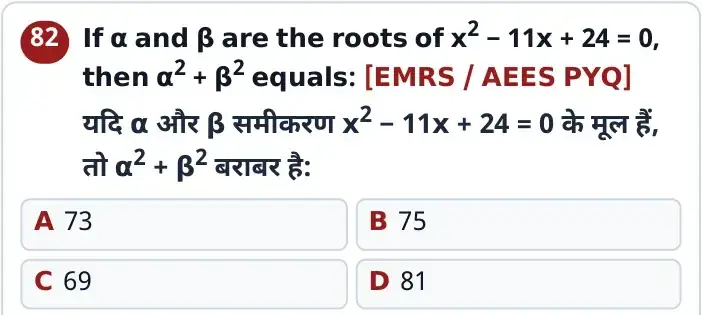 82 If α and β are the roots of x² − 11x + 24 = 0,
then α² + β² equals: [EMRS / AEES PYQ]
यदि α और β समीकरण x² − 11x + 24 = 0 के मूल हैं,
तो α² + β² बराबर है:
A 73
B 75
C 69
D 81